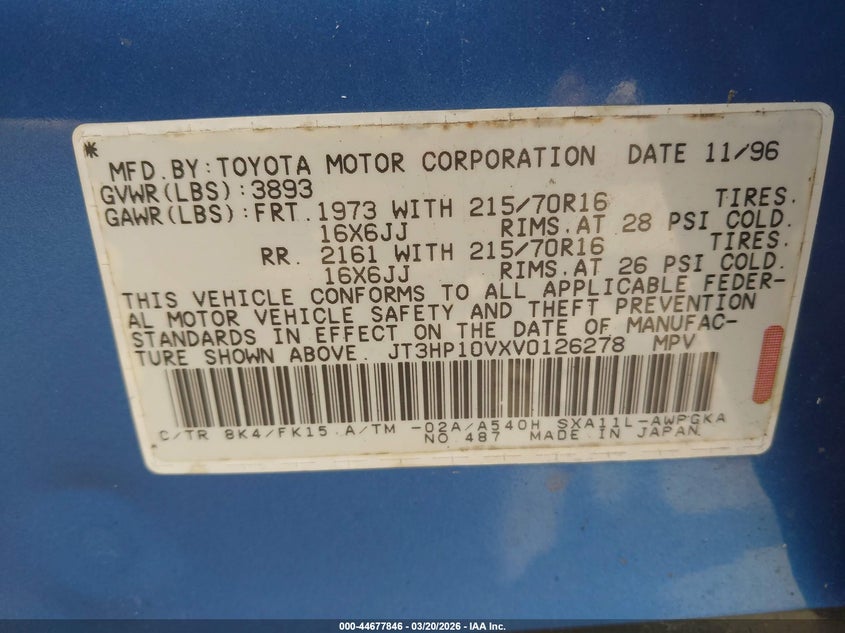 MFD.BY:TOYOTA MOTOR CORPORATION DATE 11/96
GVWR(LBS):3893
GAWR(LBS):FRT.1973 WITH 215/70R16 TIRES.
16X6JJ RIMS.AT 28 PSI COLD.
RR. 2161 WITH 215/70R16 TIRES.
16X6JJ RIMS.AT 26 PSI COLD.
THIS VEHICLE CONFORMS TO ALL APPLICABLE FEDER-
AL MOTOR VEHICLE SAFETY AND THEFT PREVENTION
STANDARDS IN EFFECT ON THE DATE OF MANUFAC-
TURE SHOWN ABOVE. JT3HP10VXV0126278 MPV
C/TR 8K4/FK15 A/TM -02A/A540H SXA11L-AWPGKA
NO.487 MADE IN JAPAN
000-44677846 | 03/20/2026 - IAA Inc.